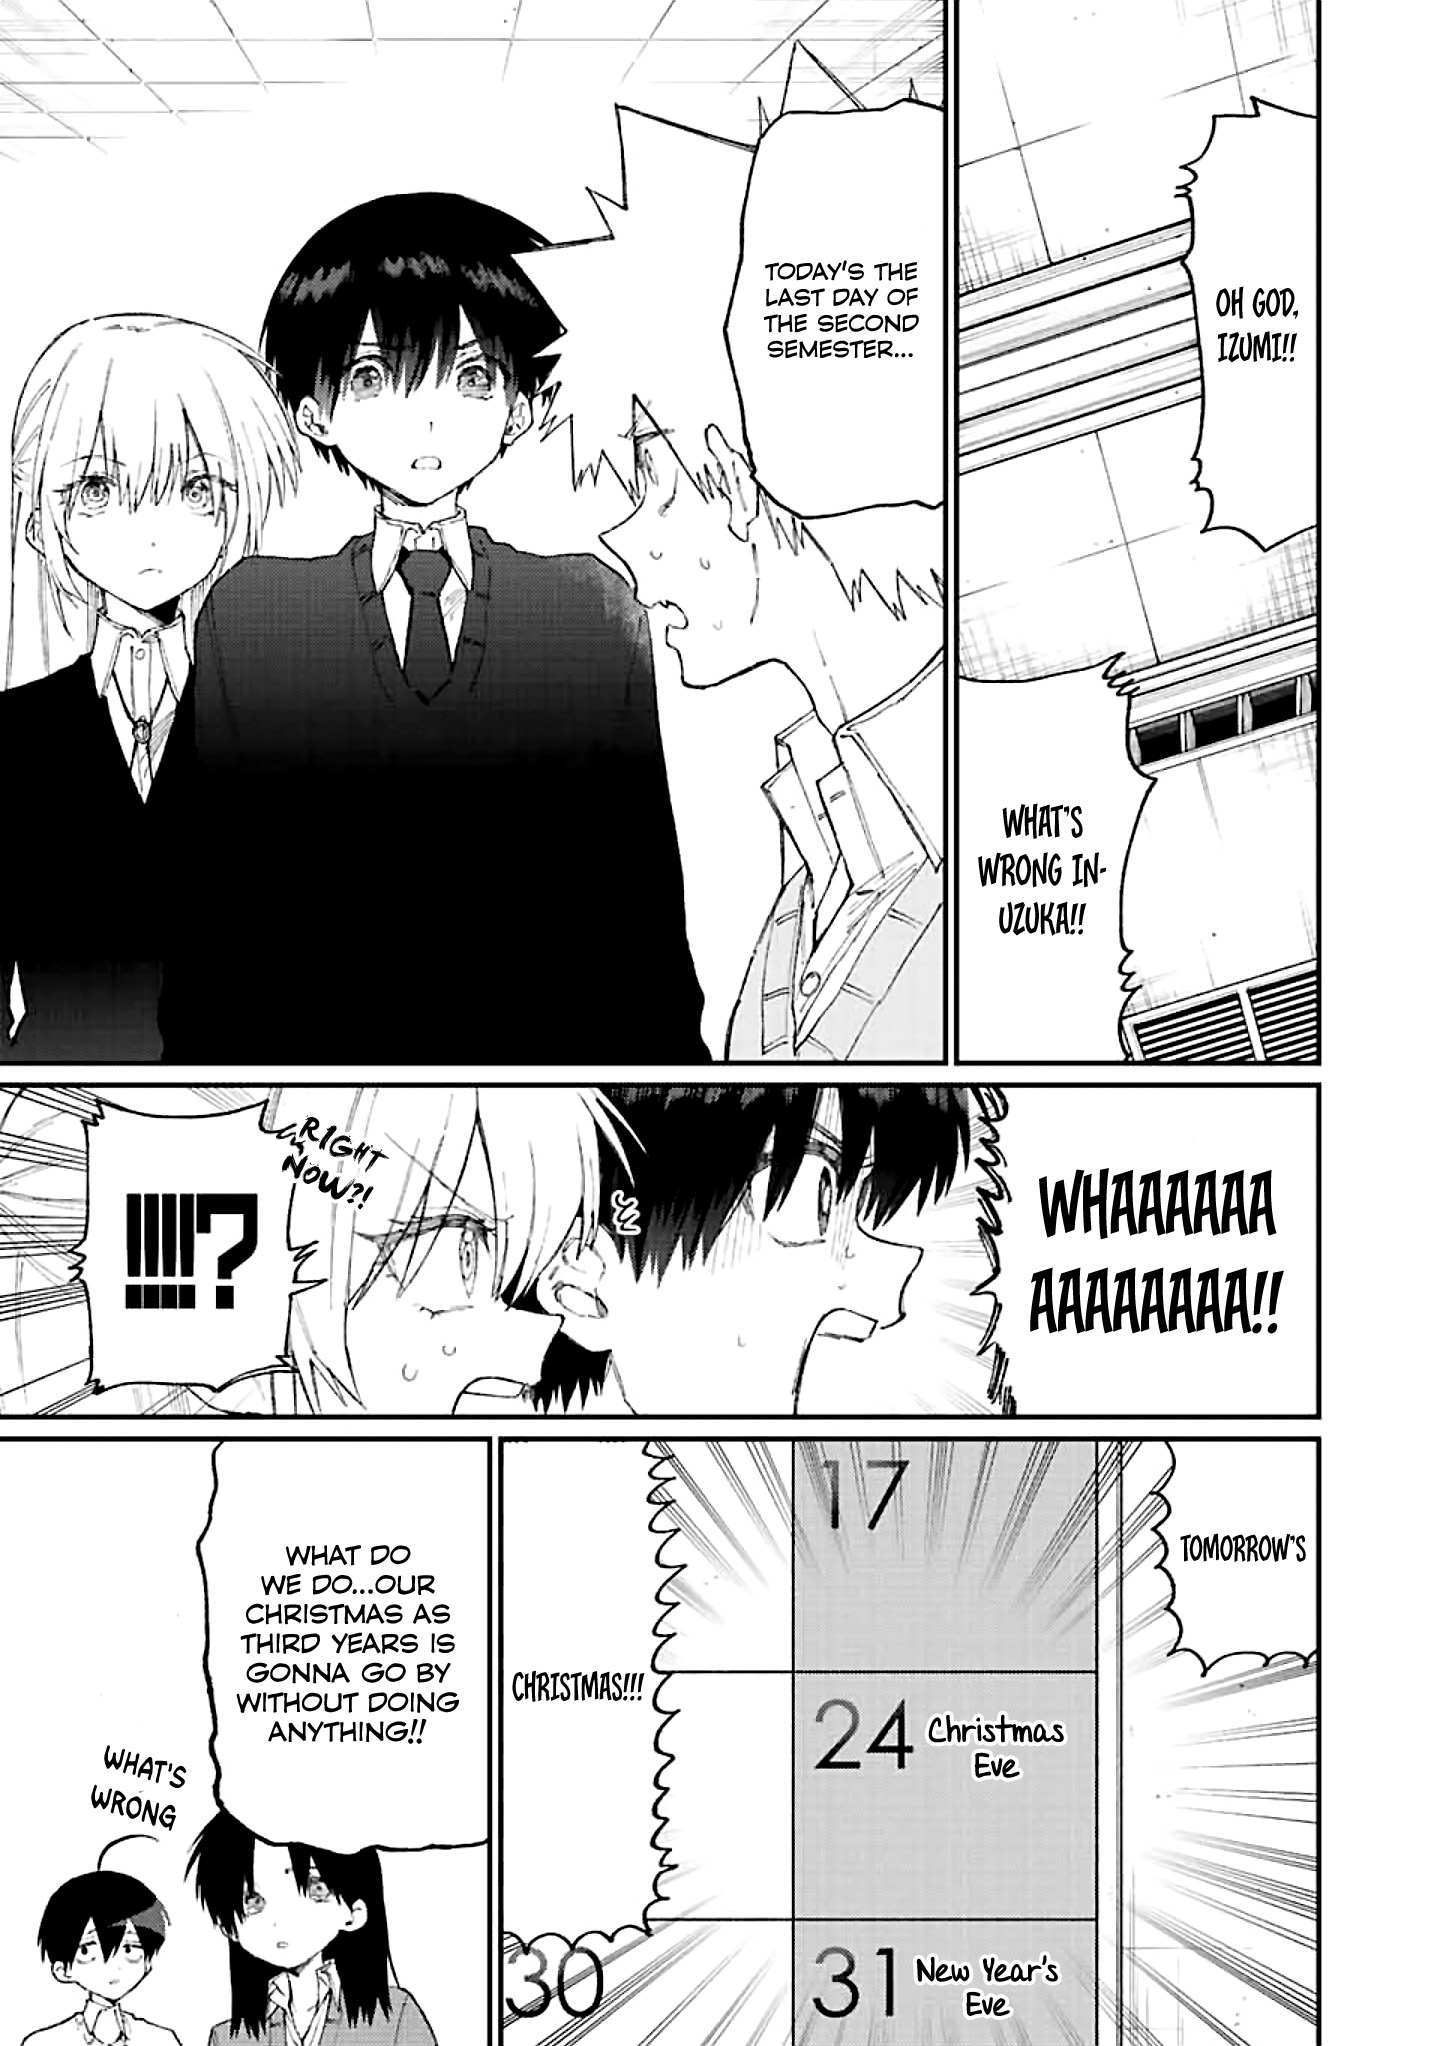 OH GOD,
IZUMI!!
WHAT'S
WRONG IN-
UZUKA!!
TODAY'S THE
LAST DAY OF
THE SECOND
SEMESTER...
WHAAAAAA
AAAAAAAAA!!
RIGHT
NOW?!
!!!!!?
TOMORROW'S
17
24 Christmas
Eve
30
31 New Year's
Eve
CHRISTMAS!!!
WHAT DO
WE DO...OUR
CHRISTMAS AS
THIRD YEARS IS
GONNA GO BY
WITHOUT DOING
ANYTHING!!
WHAT'S
WRONG